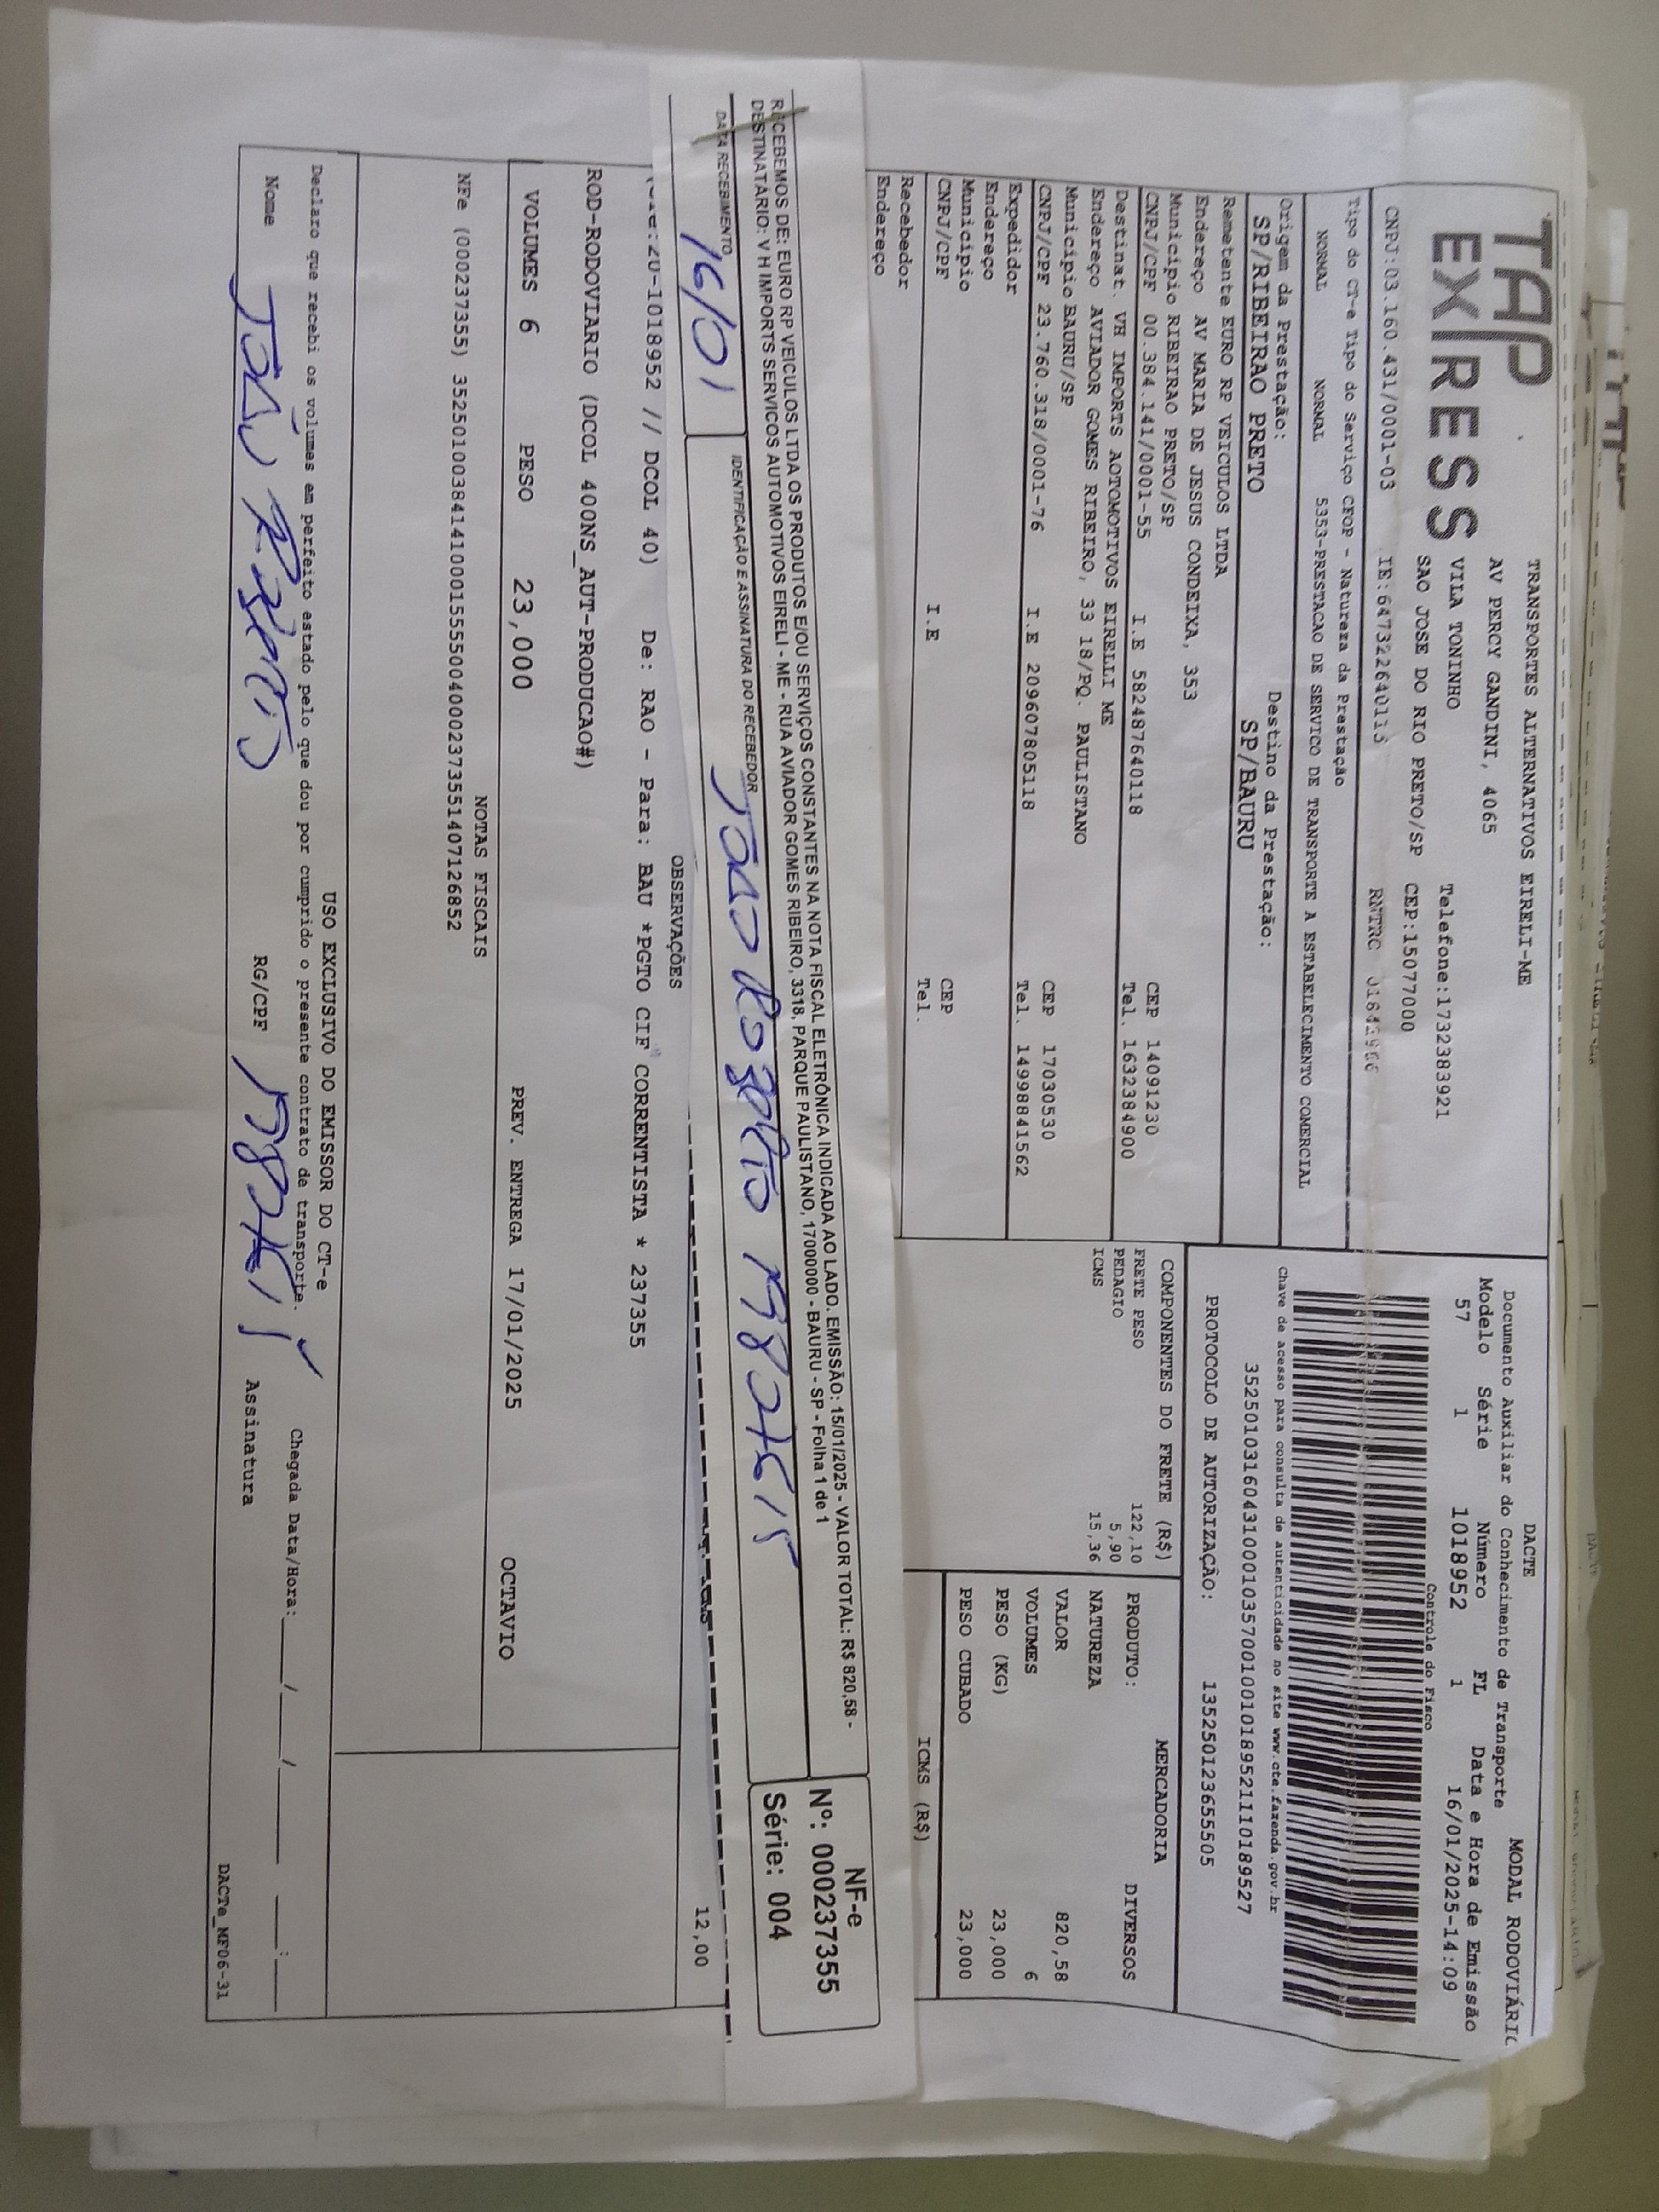 TAP
EXPRESS
TRANSPORTES ALTERNATIVOS EIRELI-ME
AV PERCY GANDINI, 4065
VILA TONINHO Telefone:1732383921
SAO JOSE DO RIO PRETO/SP CEP:15077000
CNPJ:03.160.431/0001-03 IE:647322640115 RNTRC
Tipo do CT-e Tipo do Serviço CFOP - Natureza da Prestação
NORMAL NORMAL 5353-PRESTACAO DE SERVICO DE TRANSPORTE A ESTABELECIMENTO COMERCIAL
Origem da Prestação: Destino da Prestação:
SP/RIBEIRAO PRETO SP/BAURU
Remetente EURO RP VEICULOS LTDA
Endereço AV MARIA DE JESUS CONDEIXA, 353
Município RIBEIRAO PRETO/SP CEP 14091230
CNPJ/CPF 00.384.141/0001-55 I.E 582487640118 Tel. 1632384900
Destinat. VH IMPORTS AOTOMOTIVOS EIRELLI ME
Endereço AVIADOR GOMES RIBEIRO, 33 18/PQ. PAULISTANO
Município BAURU/SP CEP 17030530
CNPJ/CPF 23.760.318/0001-76 I.E 209607805118 Tel. 14998841562
Expedidor
Endereço
Município CEP
CNPJ/CPF I.E Tel.
Recebedor
Endereço
DACTE MODAL RODOVIÁRIO
Documento Auxiliar do Conhecimento de Transporte
Modelo Série Número FL Data e Hora de Emissão
57 1 1018952 1 16/01/2025-14:09
Controle do Fisco
Chave de acesso para consulta de autenticidade no site www.cte.fazenda.gov.br
35250103160431000103570010010189521110189527
PROTOCOLO DE AUTORIZAÇÃO: 135250123655505
COMPONENTES DO FRETE (R$)
FRETE PESO 122,10
PEDAGIO 5,90
ICMS 15,36
MERCADORIA
PRODUTO: DIVERSOS
NATUREZA
VALOR 820,58
VOLUMES 6
PESO (KG) 23,000
PESO CUBADO 23,000
ICMS (R$)
12,00
RECEBEMOS DE: EURO RP VEICULOS LTDA OS PRODUTOS E/OU SERVIÇOS CONSTANTES NA NOTA FISCAL ELETRÔNICA INDICADA AO LADO. EMISSÃO: 15/01/2025 - VALOR TOTAL: R$ 820,58 -
DESTINATÁRIO: V H IMPORTS SERVICOS AUTOMOTIVOS EIRELI - ME - RUA AVIADOR GOMES RIBEIRO, 3318, PARQUE PAULISTANO, 17000000 - BAURU - SP - Folha 1 de 1
DATA RECEBIMENTO IDENTIFICAÇÃO E ASSINATURA DO RECEBEDOR
16/01 JOÃO ROBERTO
NF-e
Nº: 000237355
Série: 004
OBSERVAÇÕES
20-1018952 // DCOL 40) De: RAO - Para: BAU *PGTO CIF CORRENTISTA * 237355
ROD-RODOVIARIO (DCOL 40ONS_AUT-PRODUCAO#)
VOLUMES 6 PESO 23,000 PREV. ENTREGA 17/01/2025 OCTAVIO
NOTAS FISCAIS
NFe (000237355) 35250100384141000155550040002373551407126852
USO EXCLUSIVO DO EMISSOR DO CT-e
Declaro que recebi os volumes em perfeito estado pelo que dou por cumprido o presente contrato de transporte. Chegada Data/Hora:___/___/____ __:__
Nome JOÃO ROBERTO RG/CPF Assinatura
DACTe_MF06-31